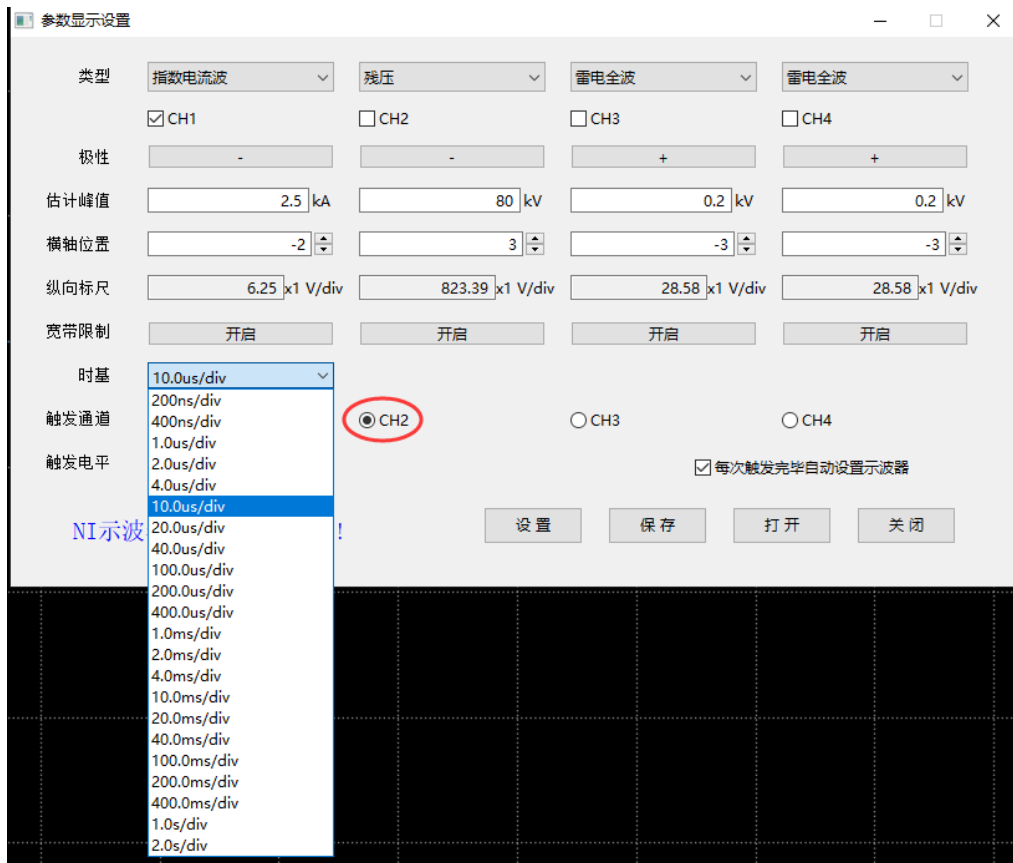 参数显示设置
类型 指数电流波 残压 雷电全波 雷电全波
CH1 CH2 CH3 CH4
极性 - - + +
估计峰值 2.5 kA 80 kV 0.2 kV 0.2 kV
横轴位置 -2 3 -3 -3
纵向标尺 6.25 x1 V/div 823.39 x1 V/div 28.58 x1 V/div 28.58 x1 V/div
宽带限制 开启 开启 开启 开启
时基 10.0us/div
200ns/div
触发通道 400ns/div CH2 CH3 CH4
1.0us/div
触发电平 2.0us/div 每次触发完毕自动设置示波器
4.0us/div
10.0us/div
NI示波 20.0us/div ! 设置 保存 打开 关闭
40.0us/div
100.0us/div
200.0us/div
400.0us/div
1.0ms/div
2.0ms/div
4.0ms/div
10.0ms/div
20.0ms/div
40.0ms/div
100.0ms/div
200.0ms/div
400.0ms/div
1.0s/div
2.0s/div